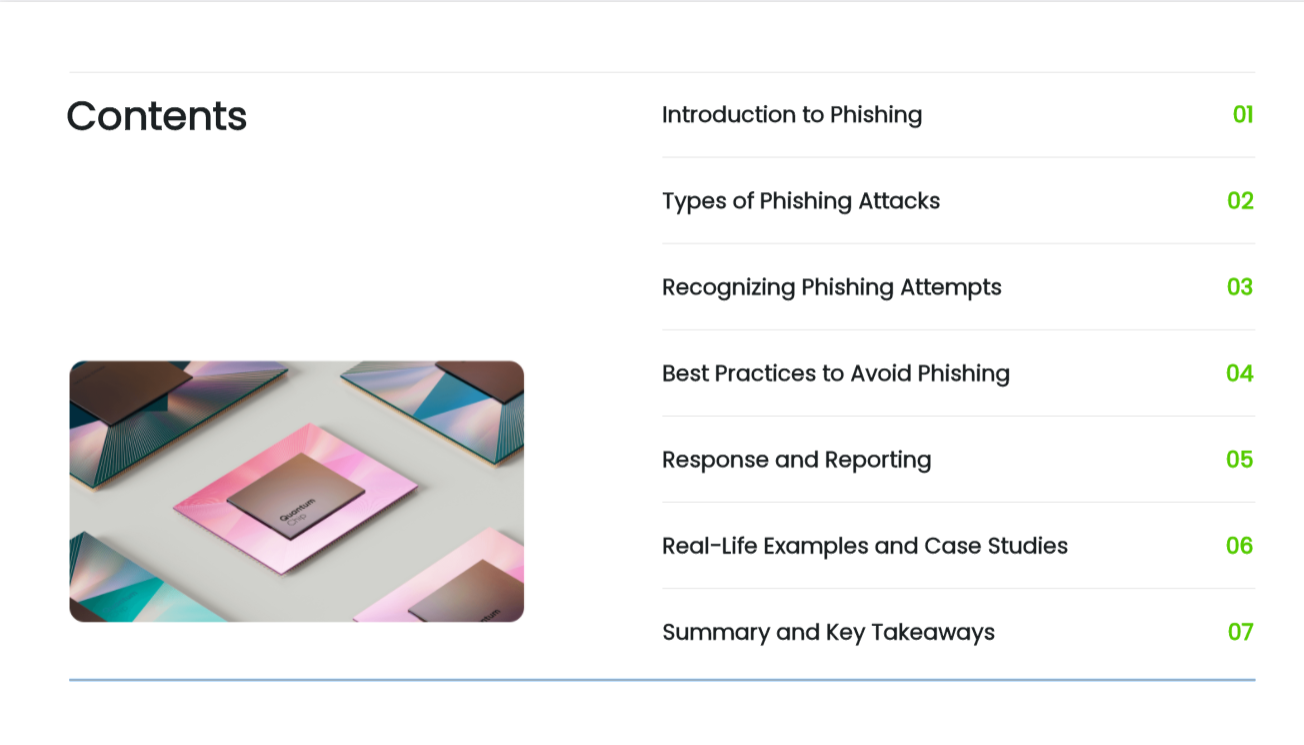 Contents
Introduction to Phishing 01
Types of Phishing Attacks 02
Recognizing Phishing Attempts 03
Best Practices to Avoid Phishing 04
Response and Reporting 05
Real-Life Examples and Case Studies 06
Summary and Key Takeaways 07
Quantum
Chip